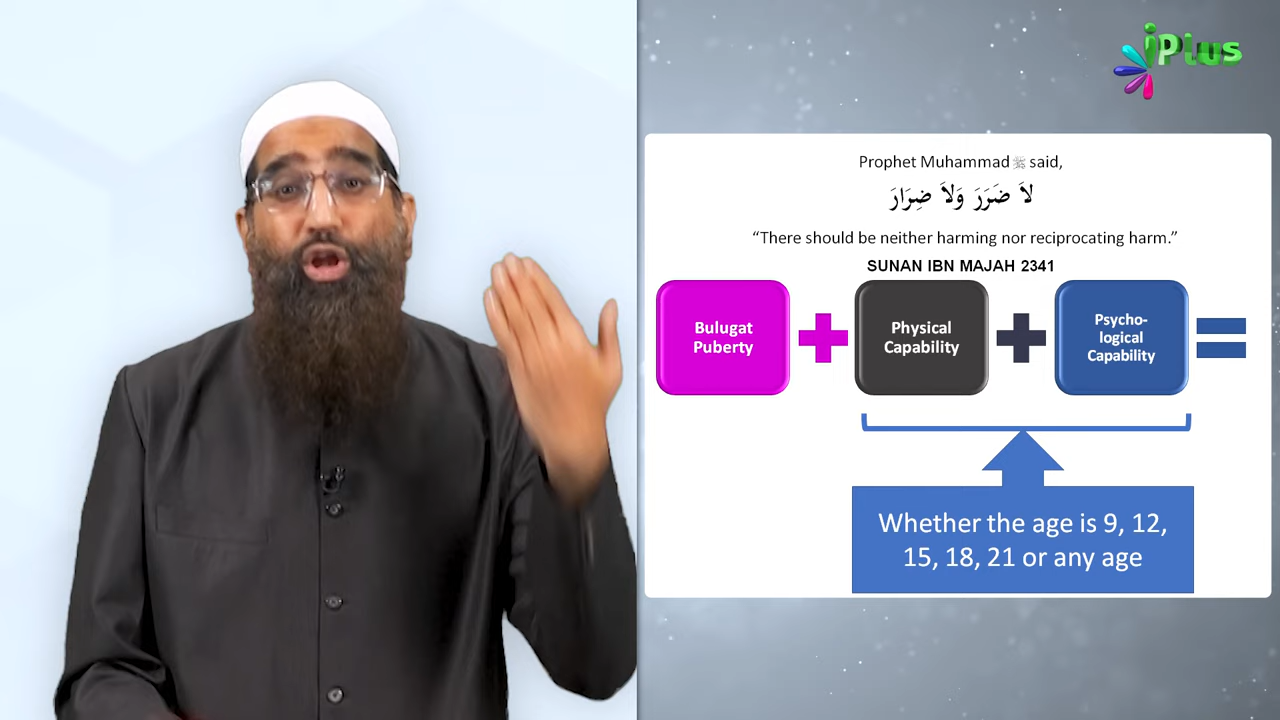 iPlus
Prophet Muhammad ﷺ said,
لاَ ضَرَرَ وَلاَ ضِرَارَ
“There should be neither harming nor reciprocating harm.”
SUNAN IBN MAJAH 2341
Bulugat
Puberty
Physical
Capability
Psycho-
logical
Capability
Whether the age is 9, 12,
15, 18, 21 or any age